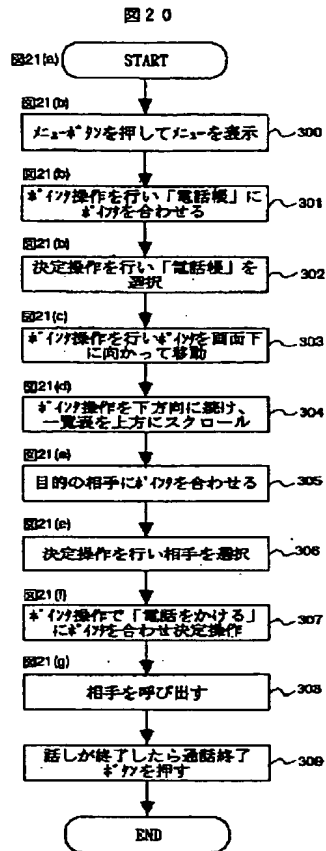 図20
図21(a)
START
図21(b)
メニューボタンを押してメニューを表示
300
図21(b)
ポインタ操作を行い「電話帳」に
ポインタを合わせる
301
図21(b)
決定操作を行い「電話帳」を
選択
302
図21(c)
ポインタ操作を行いポインタを画面下
に向かって移動
303
図21(d)
ポインタ操作を下方向に続け、
一覧表を上方にスクロール
304
図21(e)
目的の相手にポインタを合わせる
305
図21(e)
決定操作を行い相手を選択
306
図21(f)
ポインタ操作で「電話をかける」
にポインタを合わせ決定操作
307
図21(g)
相手を呼び出す
308
話しが終了したら通話終了
ボタンを押す
309
END